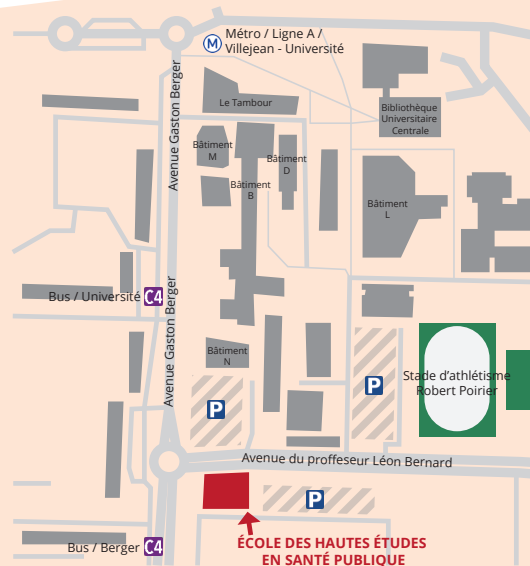 M
Métro / Ligne A /
Villejean - Université
Avenue Gaston Berger
Le Tambour
Bibliothèque
Universitaire
Centrale
Bâtiment
M
Bâtiment
D
Bâtiment
B
Bâtiment
L
Bus / Université C4
Avenue Gaston Berger
Bâtiment
N
P
P
Stade d'athlétisme
Robert Poirier
Avenue du proffeseur Léon Bernard
P
Bus / Berger C4
ÉCOLE DES HAUTES ÉTUDES
EN SANTÉ PUBLIQUE